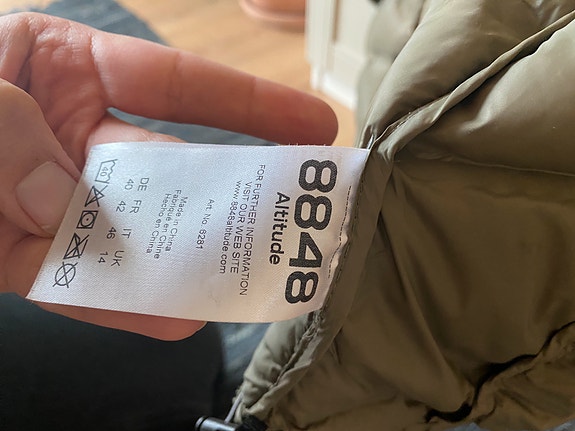 8848
Altitude
FOR FURTHER INFORMATION
VISIT OUR WEB SITE
www.8848altitude.com
Art. No. 6281
Made in China
Fabriqué en Chine
Hecho en China
DE FR IT UK
40 42 46 14
40